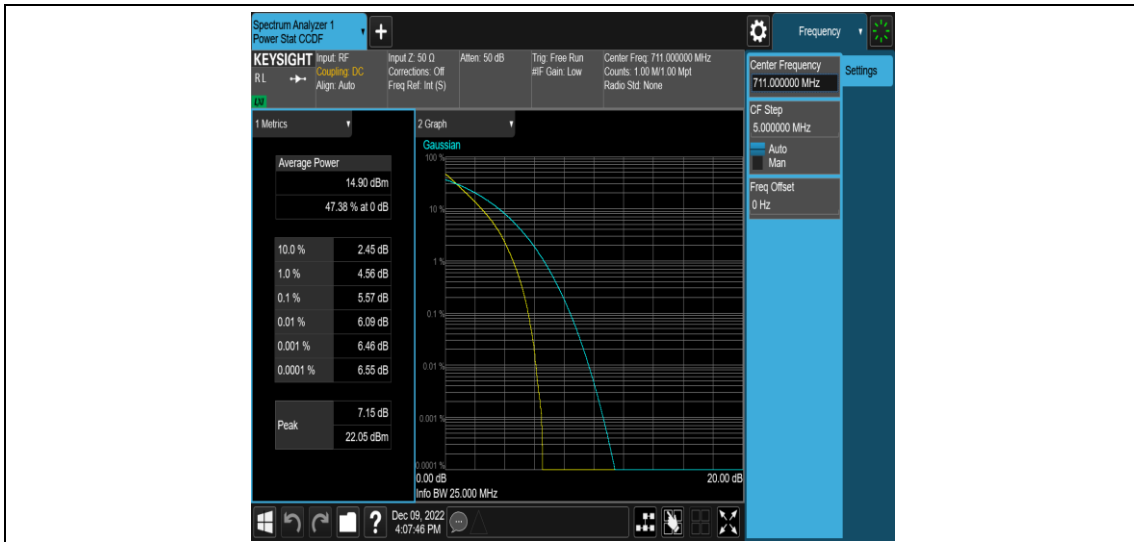 Spectrum Analyzer 1
Power Stat CCDF
Frequency
KEYSIGHT
RL
LXI
Input: RF
Coupling: DC
Align: Auto
Input Z: 50 Ω
Corrections: Off
Freq Ref: Int (S)
Atten: 50 dB
Trig: Free Run
#IF Gain: Low
Center Freq: 711.000000 MHz
Counts: 1.00 M/1.00 Mpt
Radio Std: None
Center Frequency
711.000000 MHz
Settings
CF Step
5.000000 MHz
Auto
Man
Freq Offset
0 Hz
1 Metrics
Average Power
14.90 dBm
47.38 % at 0 dB
10.0 % 2.45 dB
1.0 % 4.56 dB
0.1 % 5.57 dB
0.01 % 6.09 dB
0.001 % 6.46 dB
0.0001 % 6.55 dB
Peak
7.15 dB
22.05 dBm
2 Graph
Gaussian
100 %
10 %
1 %
0.1 %
0.01 %
0.001 %
0.0001 %
0.00 dB 20.00 dB
Info BW 25.000 MHz
?
Dec 09, 2022
4:07:46 PM